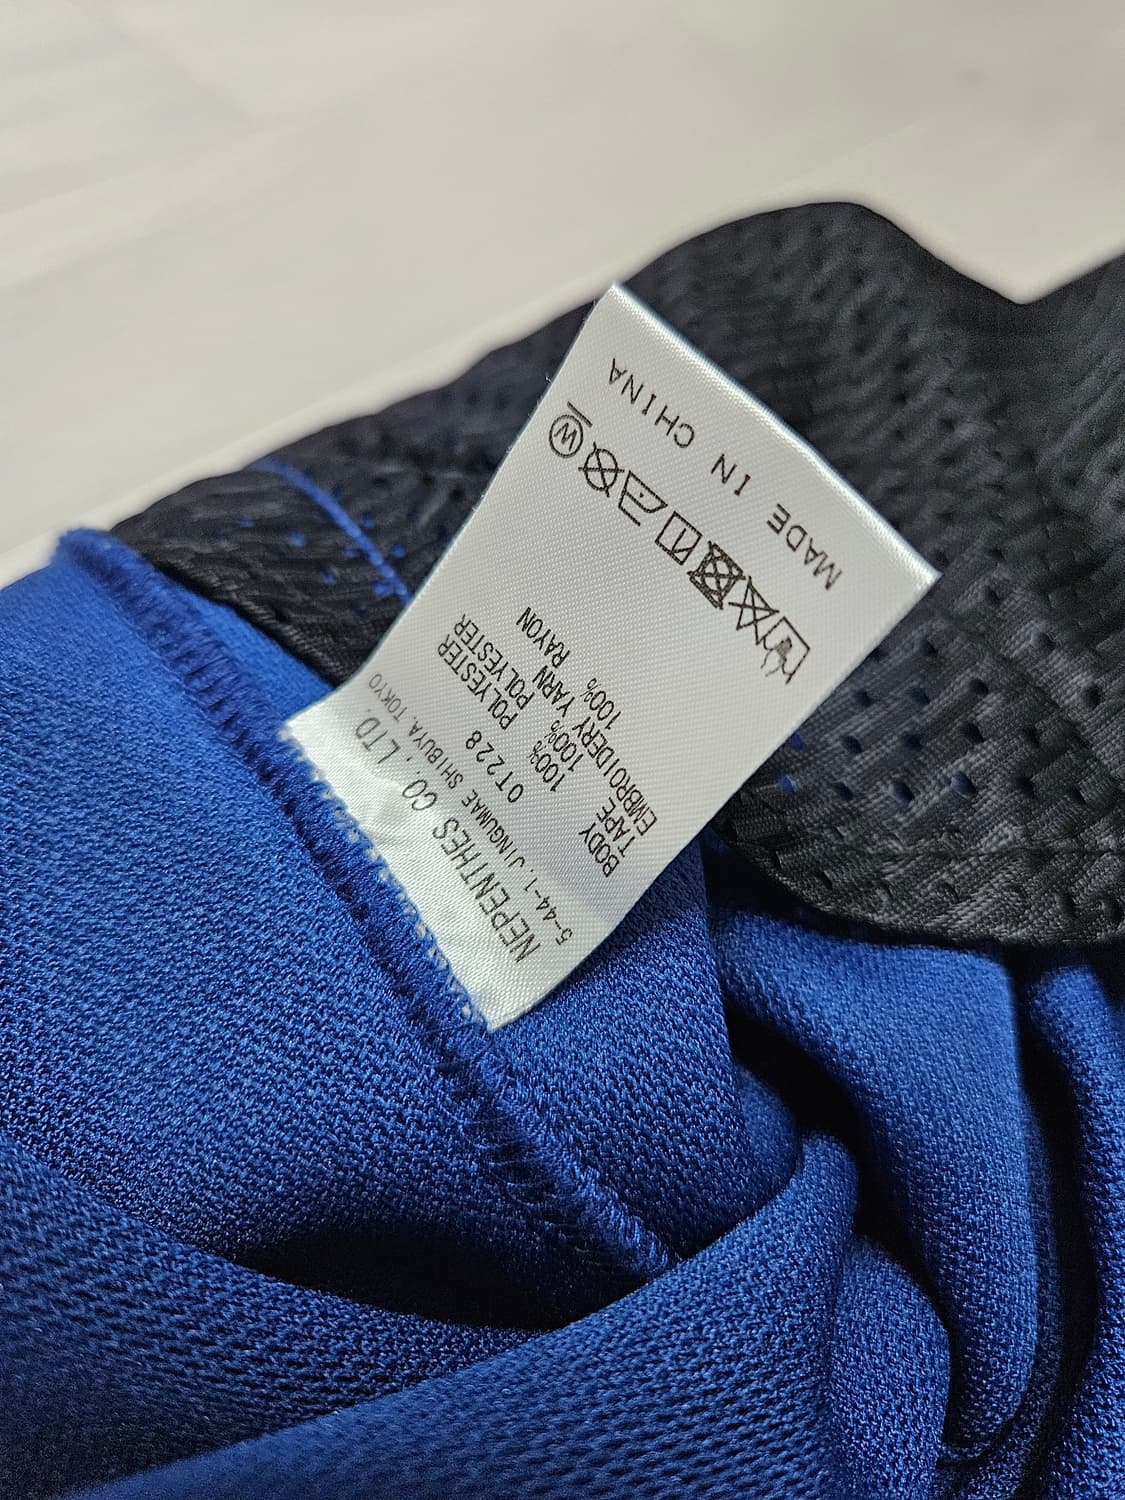 NEPENTHES CO., LTD.
5-44-1, JINGUMAE SHIBUYA, TOKYO
OT228
BODY 100% POLYESTER
TAPE 100% POLYESTER
EMBROIDERY YARN
100% RAYON
W
MADE IN CHINA